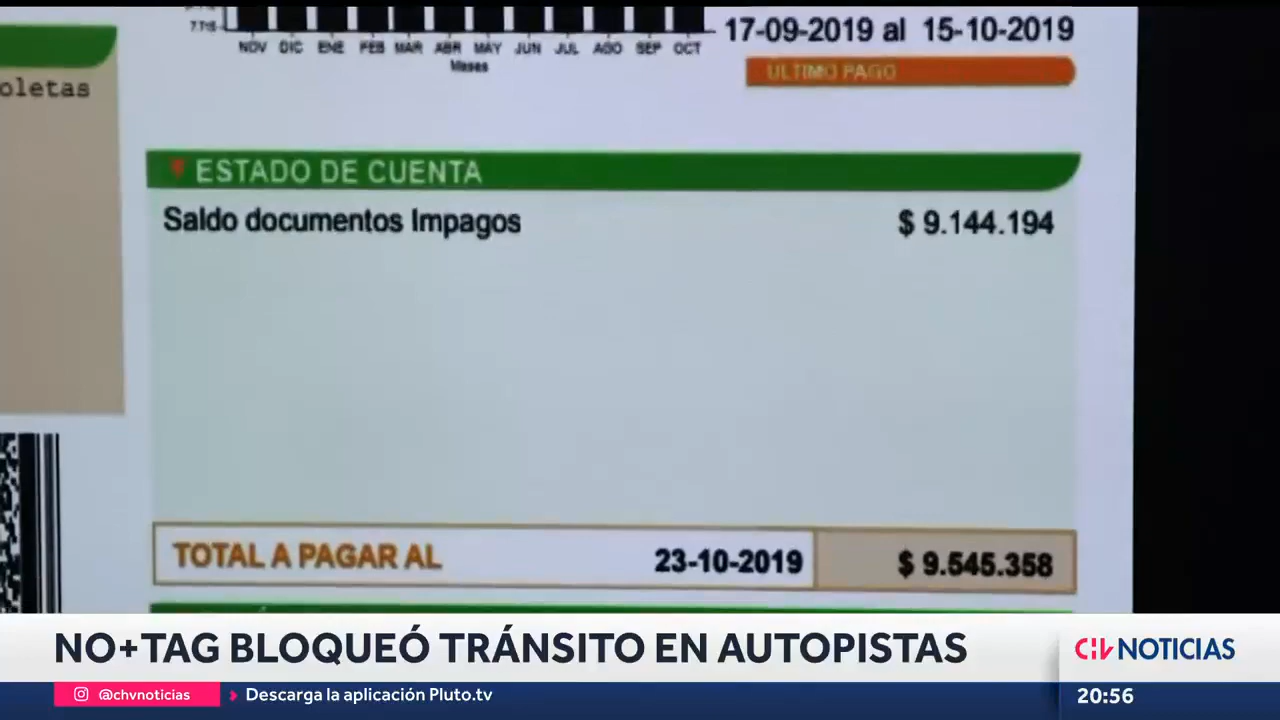 NOV DIC ENE FEB MAR ABR MAY JUN JUL AGO SEP OCT
Meses
17-09-2019 al 15-10-2019
ÚLTIMO PAGO
oletas
ESTADO DE CUENTA
Saldo documentos Impagos $ 9.144.194
TOTAL A PAGAR AL 23-10-2019 $ 9.545.358
NO+TAG BLOQUEÓ TRÁNSITO EN AUTOPISTAS
CHV NOTICIAS
@chvnoticias
Descarga la aplicación Pluto.tv
20:56